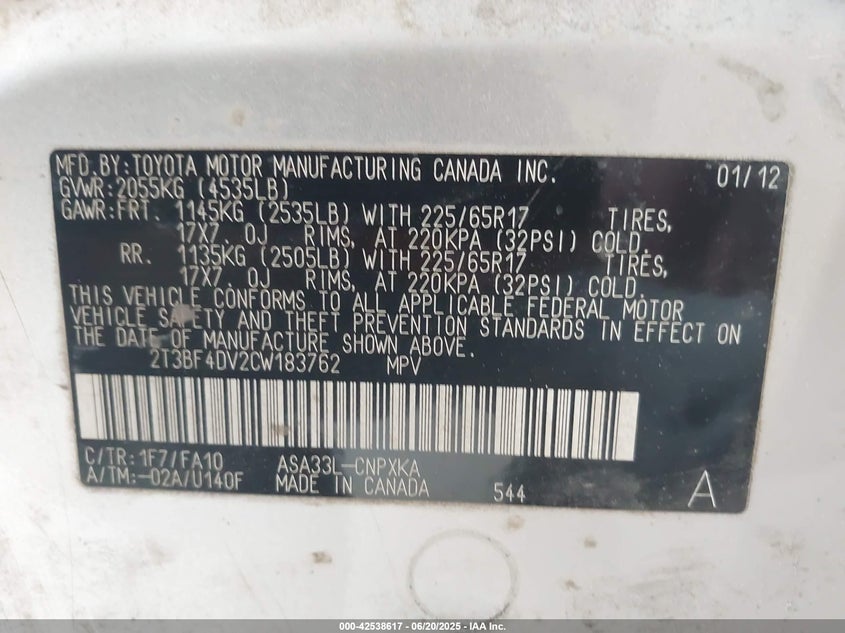 MFD.BY:TOYOTA MOTOR MANUFACTURING CANADA INC. 01/12
GVWR:2055KG (4535LB)
GAWR:FRT. 1145KG (2535LB) WITH 225/65R17 TIRES,
17X7.0J RIMS, AT 220KPA (32PSI) COLD.
RR. 1135KG (2505LB) WITH 225/65R17 TIRES,
17X7.0J RIMS, AT 220KPA (32PSI) COLD.
THIS VEHICLE CONFORMS TO ALL APPLICABLE FEDERAL MOTOR
VEHICLE SAFETY AND THEFT PREVENTION STANDARDS IN EFFECT ON
THE DATE OF MANUFACTURE SHOWN ABOVE.
2T3BF4DV2CW183762 MPV
C/TR:1F7/FA10 ASA33L-CNPXKA
A/TM:-02A/U140F MADE IN CANADA 544 A
000-42538617 - 06/20/2025 - IAA Inc.